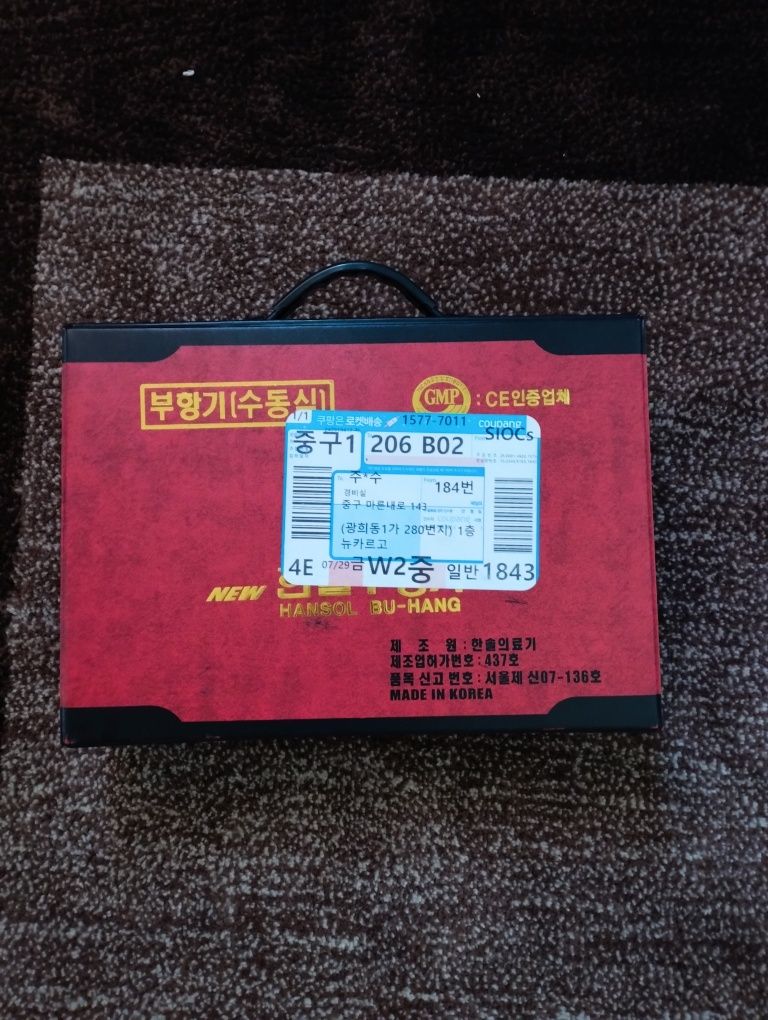 부항기(수동식)
GMP : CE인증업체
1/1 쿠팡은 로켓배송 1577-7011 coupang
중구1 206 B02 SIOCs
주*수
경비실
184번
중구 마른내로 143
(광희동1가 280번지) 1층
뉴카르고
4E 07/29금 W2중 일반 1843
NEW
HANSOL BU-HANG
제 조 원 : 한솔의료기
제조업허가번호 : 437호
품목 신고 번호 : 서울제 신07-136호
MADE IN KOREA